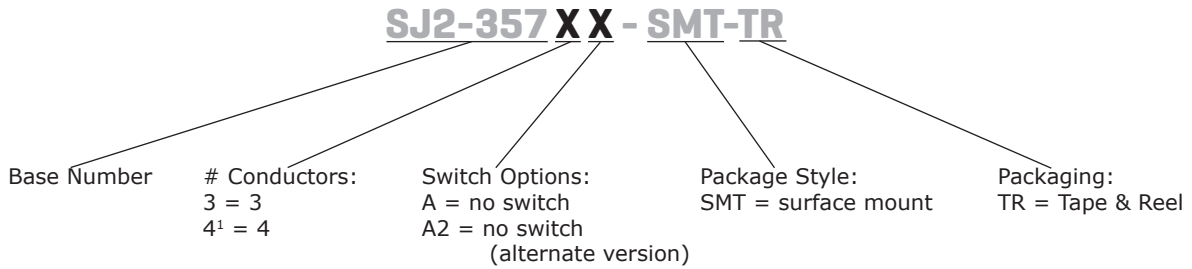 SJ2-357 X X - SMT-TR
Base Number
# Conductors:
3 = 3
4¹ = 4
Switch Options:
A = no switch
A2 = no switch
(alternate version)
Package Style:
SMT = surface mount
Packaging:
TR = Tape & Reel